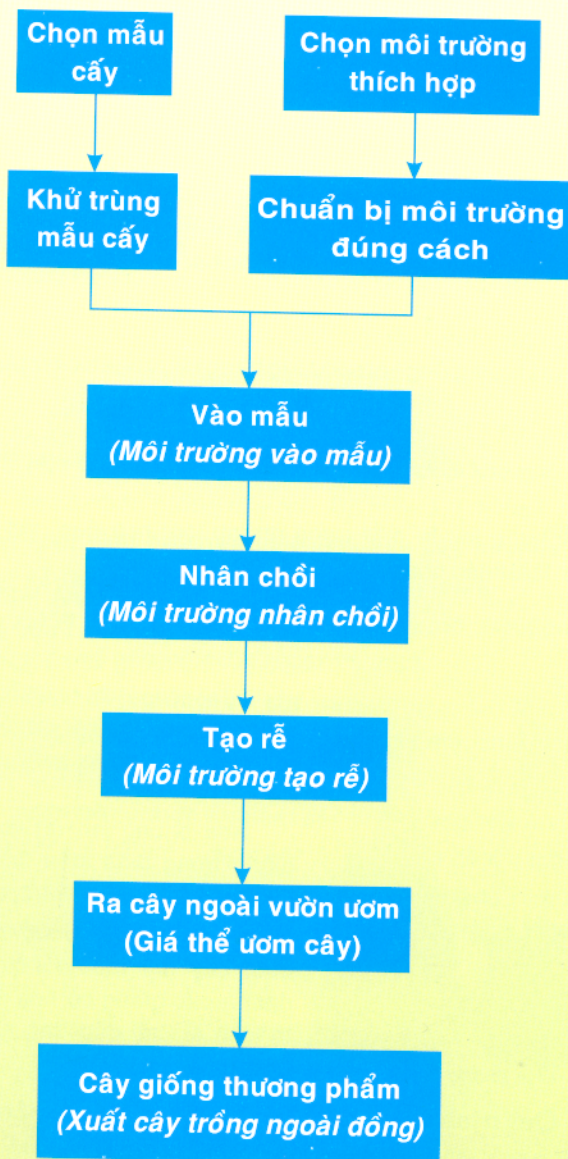 Chọn mẫu
cấy
Chọn môi trường
thích hợp
Khử trùng
mẫu cấy
Chuẩn bị môi trường
đúng cách
Vào mẫu
(Môi trường vào mẫu)
Nhân chồi
(Môi trường nhân chồi)
Tạo rễ
(Môi trường tạo rễ)
Ra cây ngoài vườn ươm
(Giá thể ươm cây)
Cây giống thương phẩm
(Xuất cây trồng ngoài đồng)